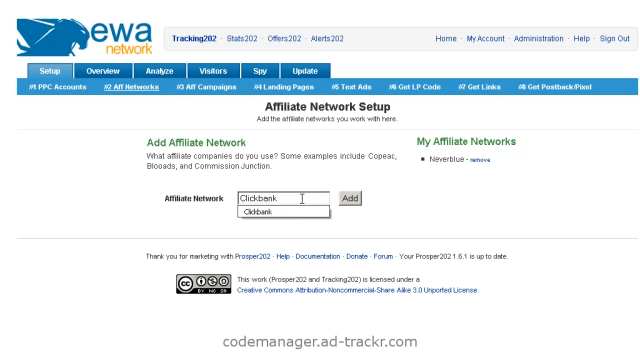 ewa
network
Tracking202 · Stats202 · Offers202 · Alerts202
Home · My Account · Administration · Help · Sign Out
Setup Overview Analyze Visitors Spy Update
#1 PPC Accounts #2 Aff Networks #3 Aff Campaigns #4 Landing Pages #5 Text Ads #6 Get LP Code #7 Get Links #8 Get Postback/Pixel
Affiliate Network Setup
Add the affiliate networks you work with here.
Add Affiliate Network
What affiliate companies do you use? Some examples include Copeac,
Blooads, and Commission Junction.
My Affiliate Networks
Neverblue - remove
Affiliate Network Clickbank Add
Clickbank
Thank you for marketing with Prosper202 · Help · Documentation · Donate · Forum · Your Prosper202 1.6.1 is up to date.
CC BY NC SA
This work (Prosper202 and Tracking202) is licensed under a
Creative Commons Attribution-Noncommercial-Share Alike 3.0 Unported License.
codemanager.ad-trackr.com